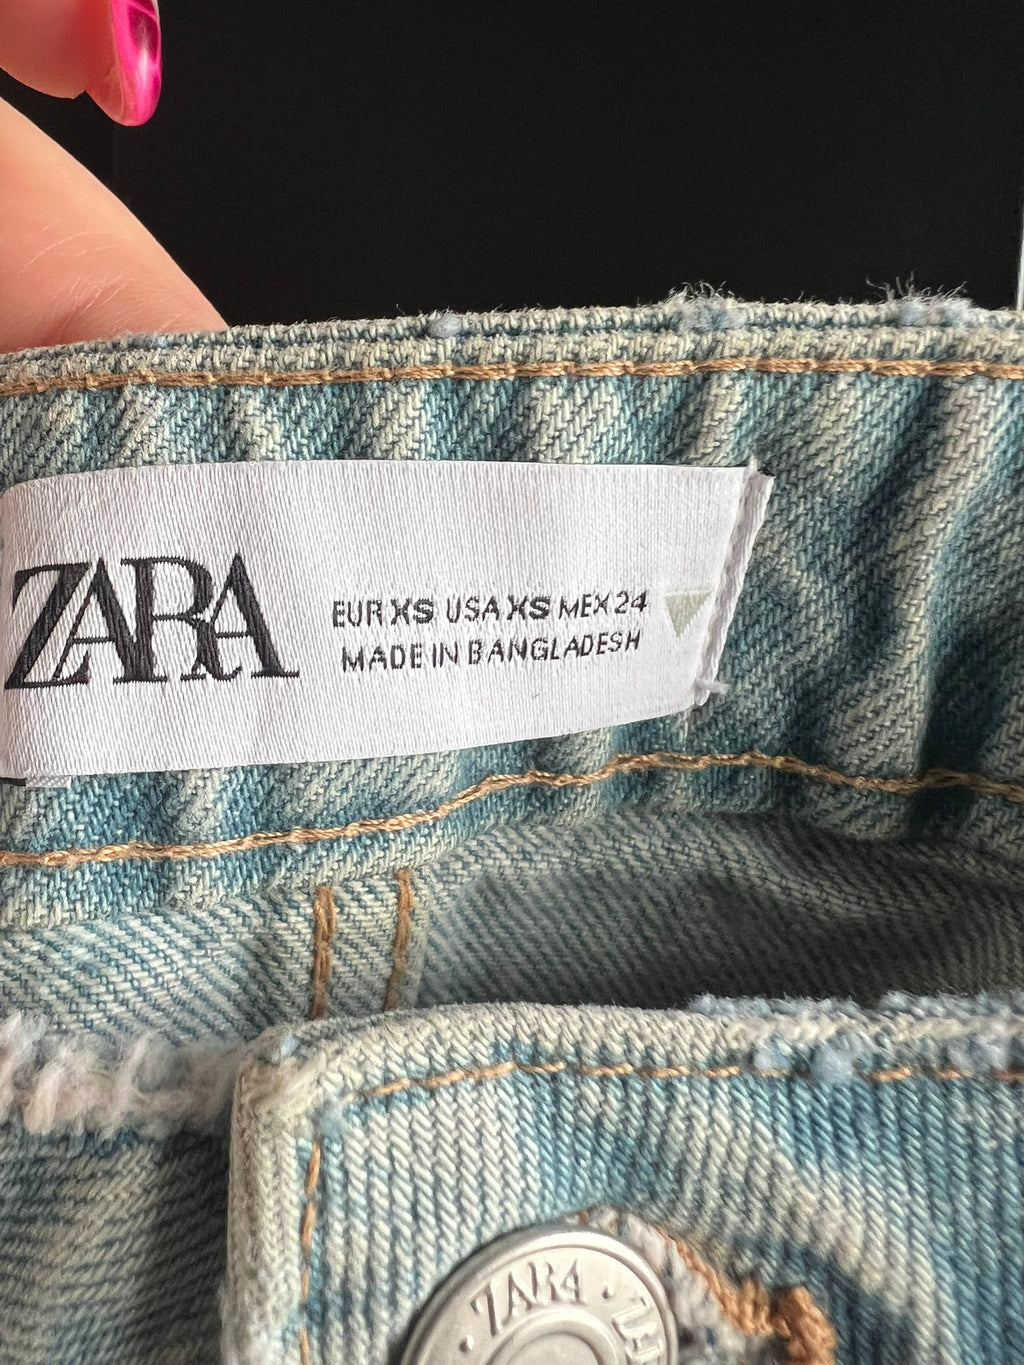 ZARA
EUR XS USA XS MEX 24
MADE IN BANGLADESH
ZARA